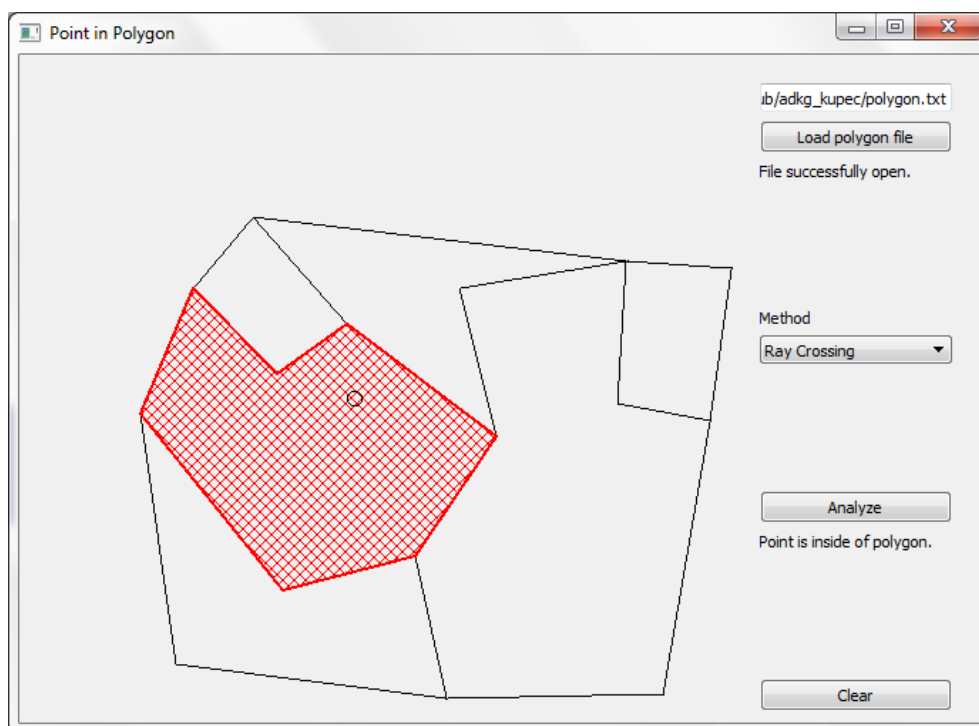 Point in Polygon
ub/adkg_kupec/polygon.txt
Load polygon file
File successfully open.
Method
Ray Crossing
Analyze
Point is inside of polygon.
Clear